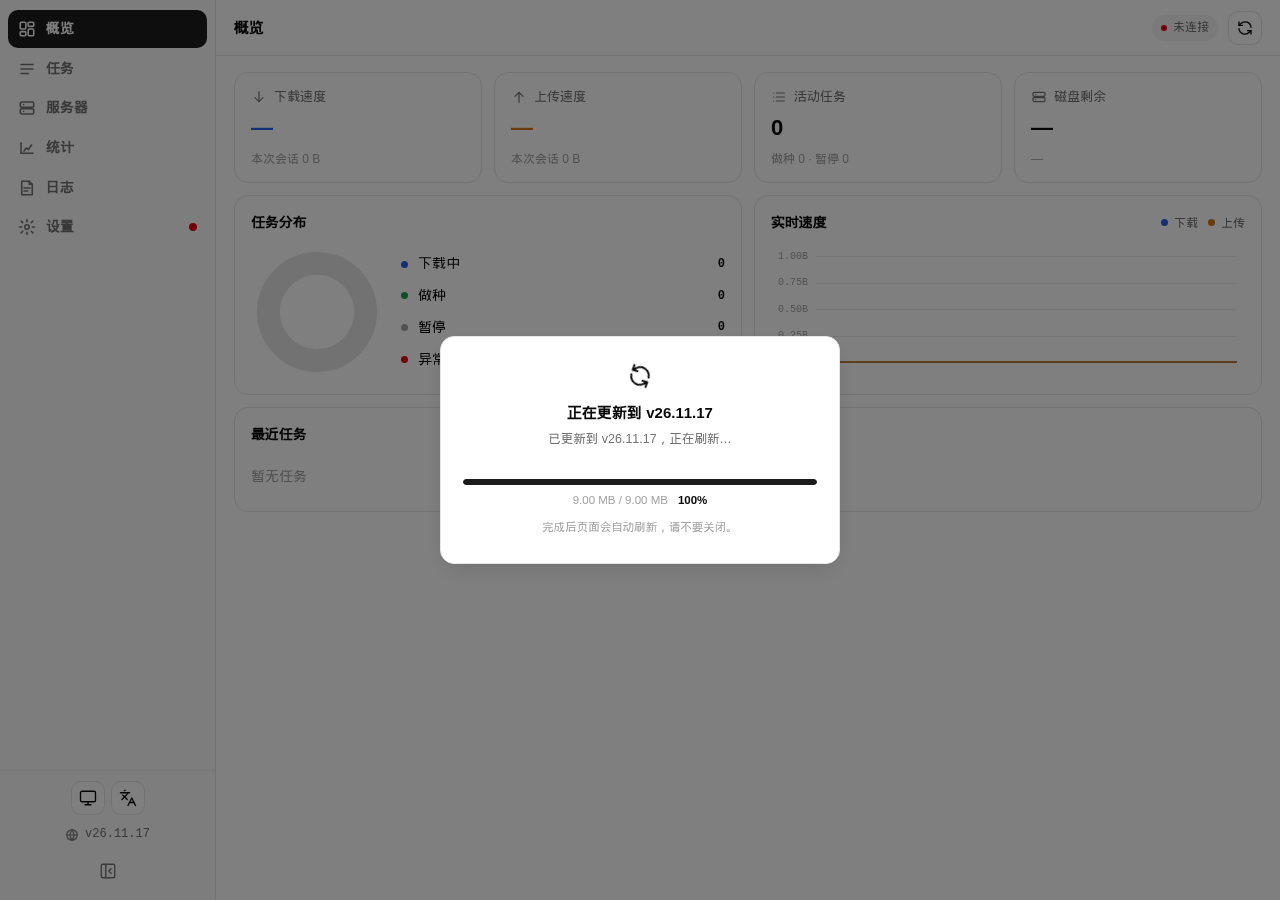 概览
任务
服务器
统计
日志
设置
v26.11.17
概览
未连接
下载速度
—
本次会话 0 B
上传速度
—
本次会话 0 B
活动任务
0
做种 0 · 暂停 0
磁盘剩余
—
—
任务分布
下载中 0
做种 0
暂停 0
异常
实时速度
下载 上传
1.00B
0.75B
0.50B
0.25B
最近任务
暂无任务
正在更新到 v26.11.17
已更新到 v26.11.17，正在刷新…
9.00 MB / 9.00 MB 100%
完成后页面会自动刷新，请不要关闭。